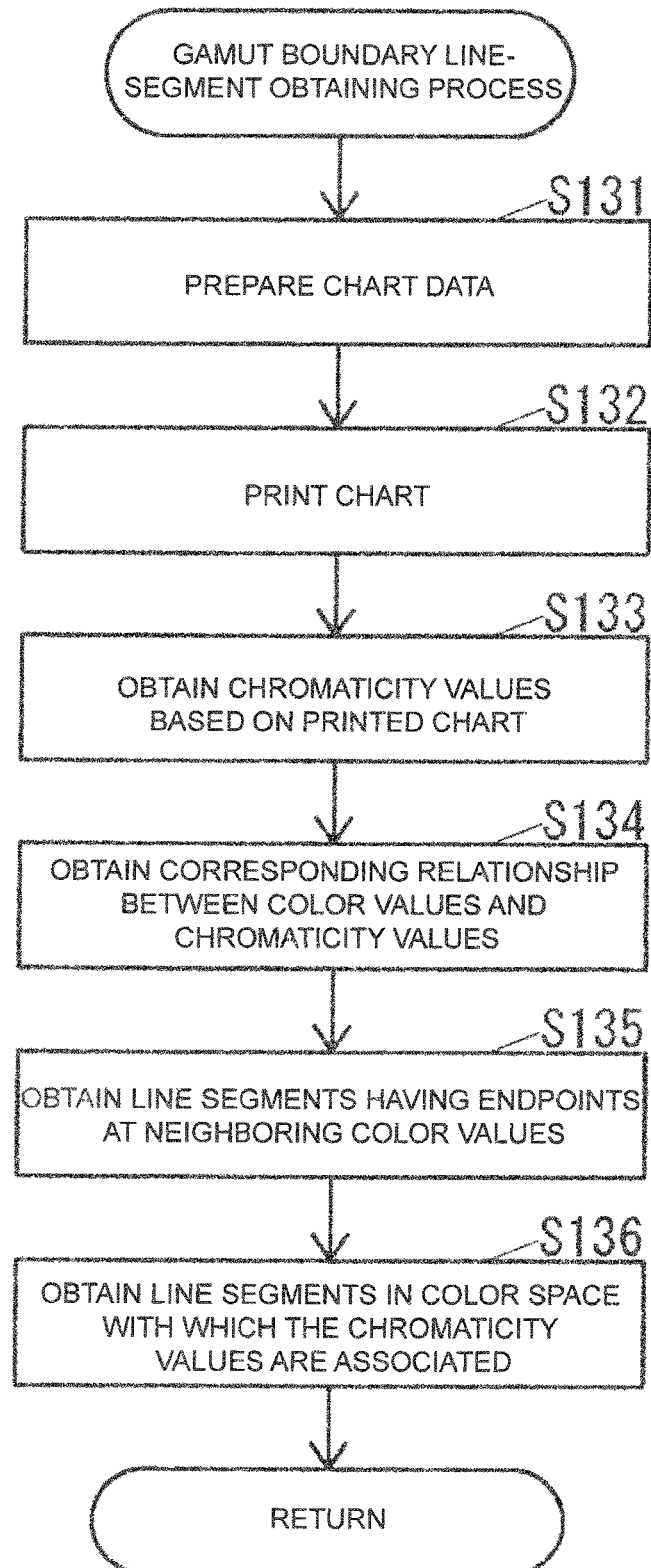 GAMUT BOUNDARY LINE-
SEGMENT OBTAINING PROCESS
S131
PREPARE CHART DATA
S132
PRINT CHART
S133
OBTAIN CHROMATICITY VALUES
BASED ON PRINTED CHART
S134
OBTAIN CORRESPONDING RELATIONSHIP
BETWEEN COLOR VALUES AND
CHROMATICITY VALUES
S135
OBTAIN LINE SEGMENTS HAVING ENDPOINTS
AT NEIGHBORING COLOR VALUES
S136
OBTAIN LINE SEGMENTS IN COLOR SPACE
WITH WHICH THE CHROMATICITY
VALUES ARE ASSOCIATED
RETURN